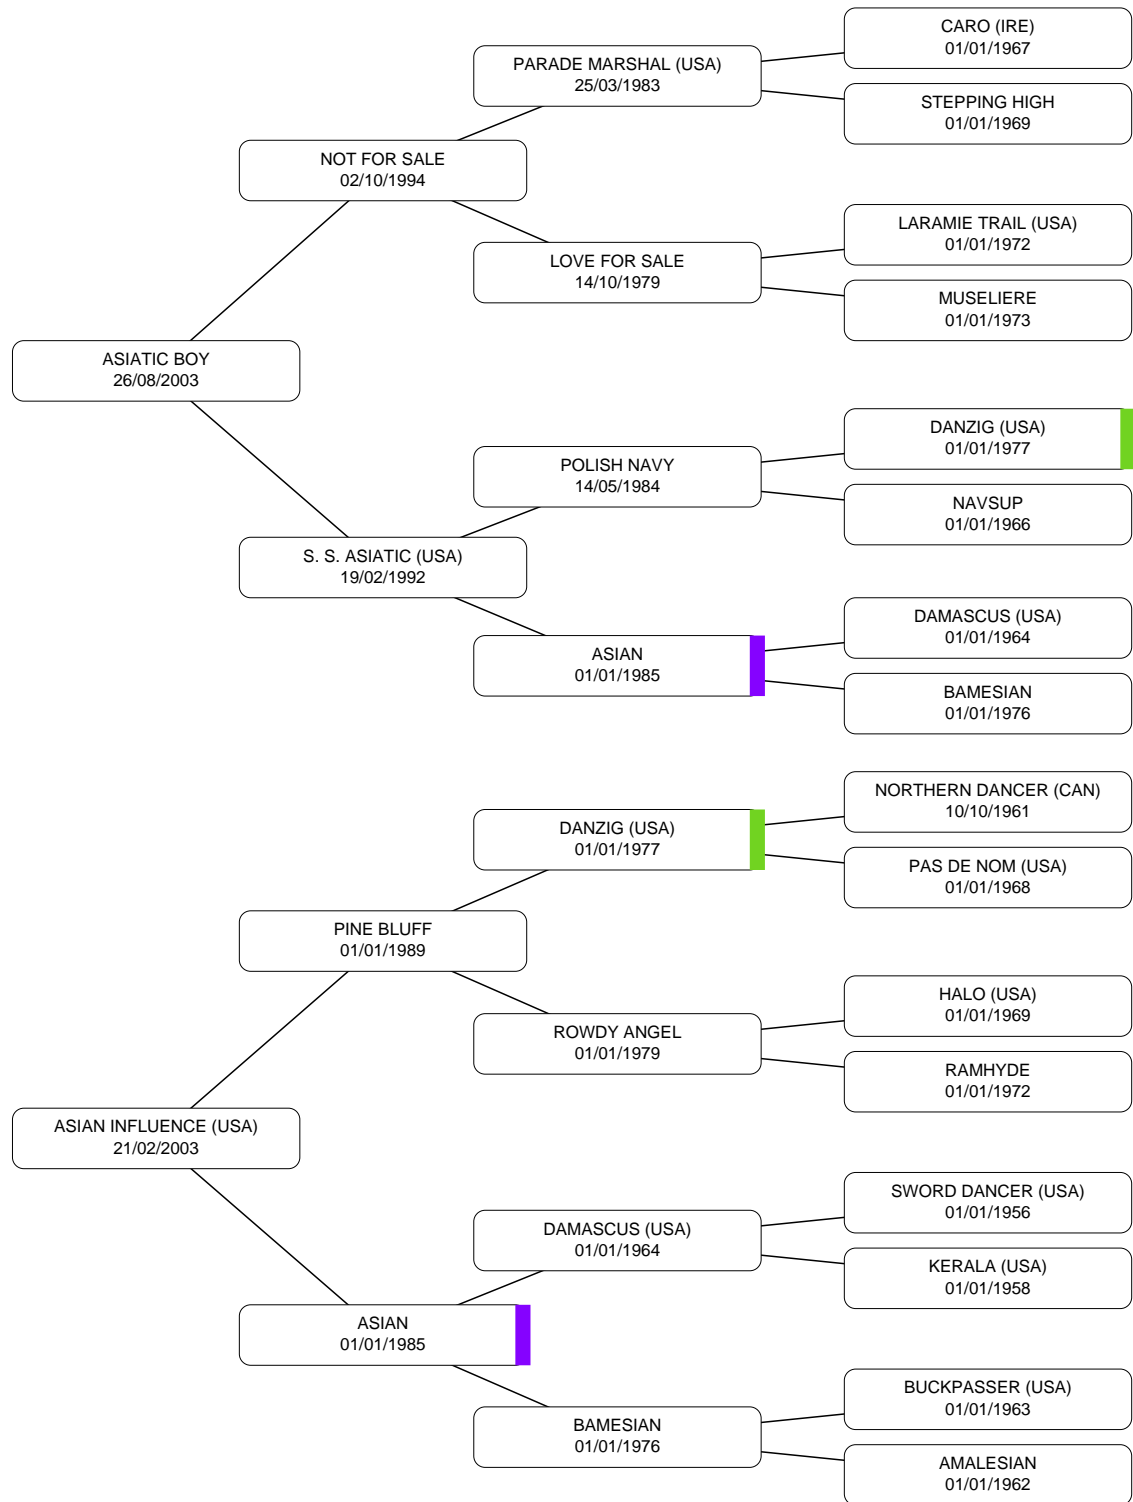 CARO (IRE)
01/01/1967
PARADE MARSHAL (USA)
25/03/1983
STEPPING HIGH
01/01/1969
NOT FOR SALE
02/10/1994
LARAMIE TRAIL (USA)
01/01/1972
LOVE FOR SALE
14/10/1979
MUSELIERE
01/01/1973
ASIATIC BOY
26/08/2003
DANZIG (USA)
01/01/1977
POLISH NAVY
14/05/1984
NAVSUP
01/01/1966
S. S. ASIATIC (USA)
19/02/1992
DAMASCUS (USA)
01/01/1964
ASIAN
01/01/1985
BAMESIAN
01/01/1976
NORTHERN DANCER (CAN)
10/10/1961
DANZIG (USA)
01/01/1977
PAS DE NOM (USA)
01/01/1968
PINE BLUFF
01/01/1989
HALO (USA)
01/01/1969
ROWDY ANGEL
01/01/1979
RAMHYDE
01/01/1972
ASIAN INFLUENCE (USA)
21/02/2003
SWORD DANCER (USA)
01/01/1956
DAMASCUS (USA)
01/01/1964
KERALA (USA)
01/01/1958
ASIAN
01/01/1985
BUCKPASSER (USA)
01/01/1963
BAMESIAN
01/01/1976
AMALESIAN
01/01/1962